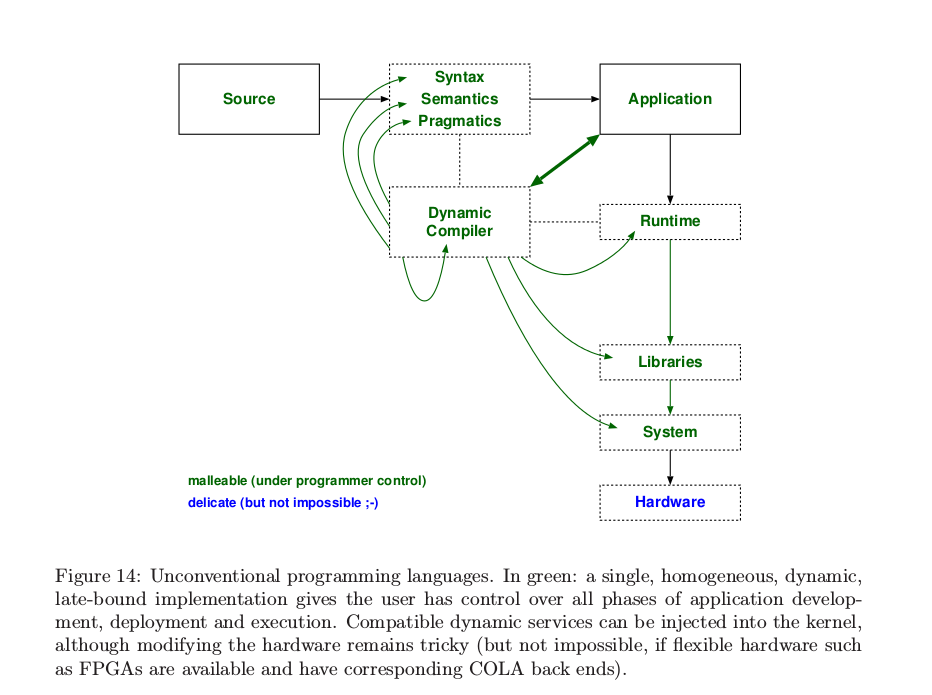 Source
Syntax
Semantics
Pragmatics
Application
Dynamic
Compiler
Runtime
Libraries
System
Hardware
malleable (under programmer control)
delicate (but not impossible ;-)
Figure 14: Unconventional programming languages. In green: a single, homogeneous, dynamic,
late-bound implementation gives the user has control over all phases of application develop-
ment, deployment and execution. Compatible dynamic services can be injected into the kernel,
although modifying the hardware remains tricky (but not impossible, if flexible hardware such
as FPGAs are available and have corresponding COLA back ends).